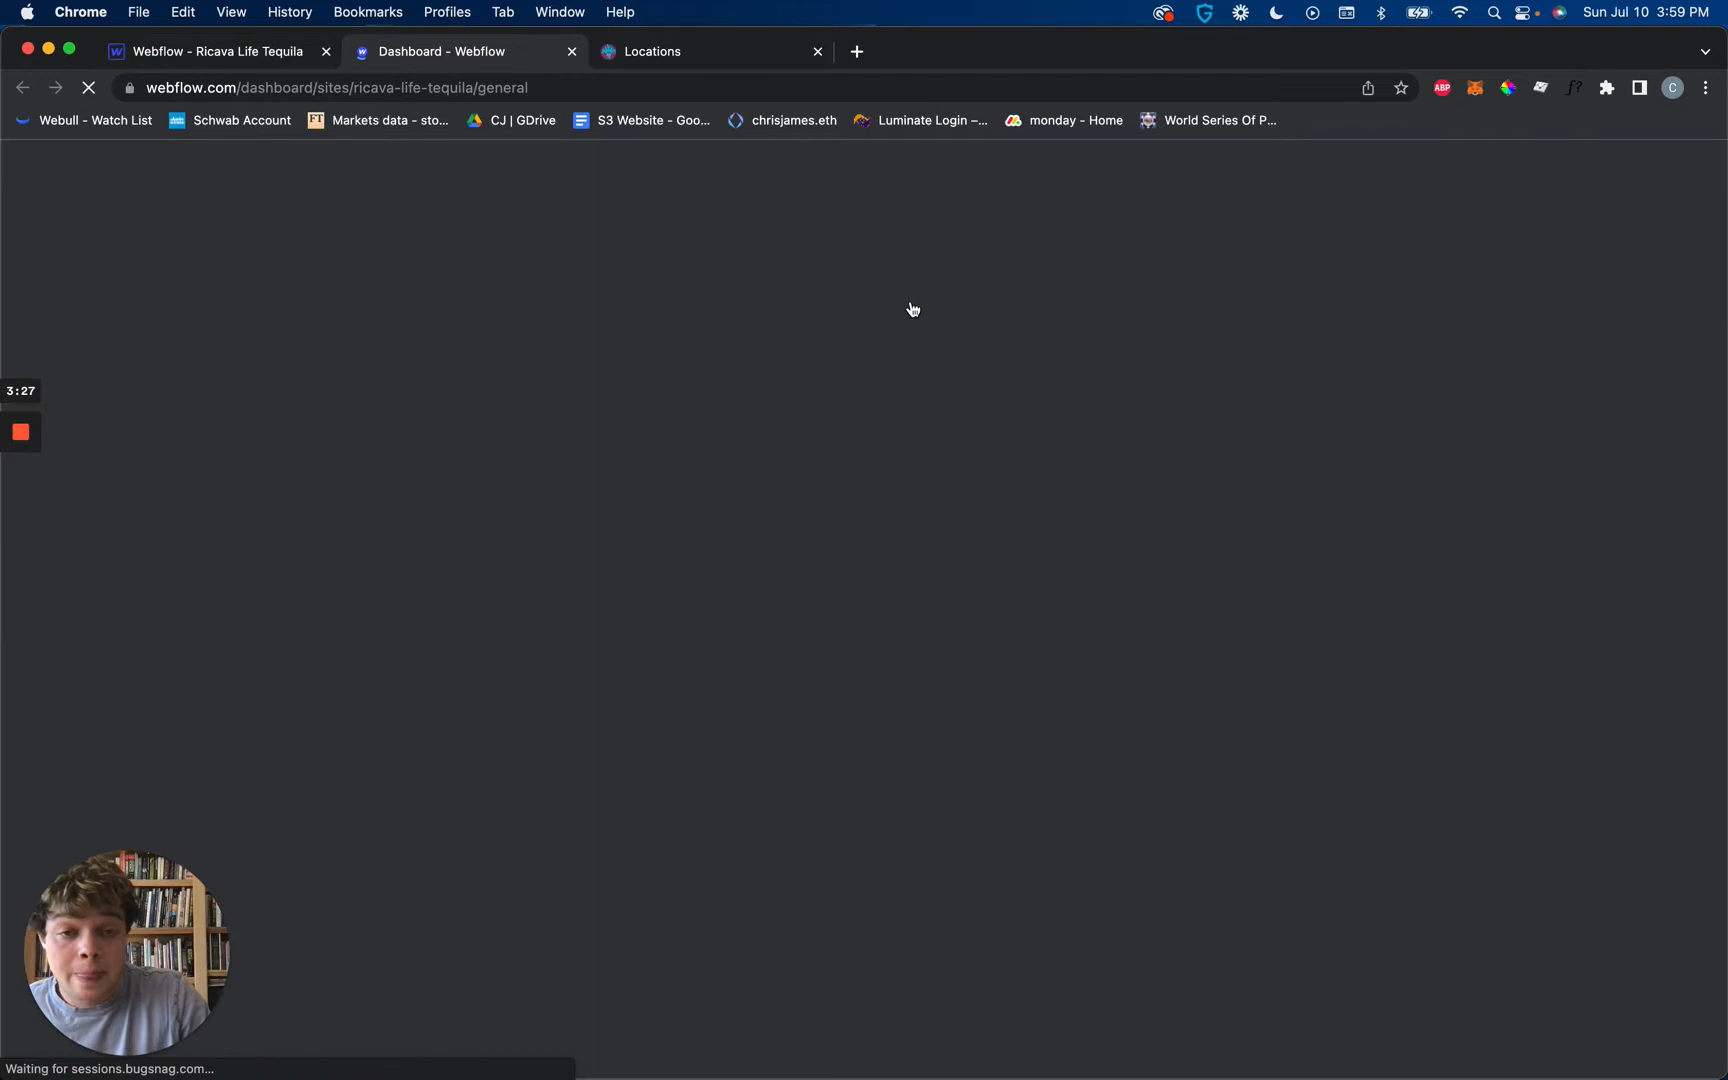 Chrome File Edit View History Bookmarks Profiles Tab Window Help Sun Jul 10 3:59 PM
Webflow - Ricava Life Tequila Dashboard - Webflow Locations
webflow.com/dashboard/sites/ricava-life-tequila/general ABP f? C
Webull - Watch List Schwab Account FT Markets data - sto... CJ | GDrive S3 Website - Goo... chrisjames.eth Luminate Login –... monday - Home World Series Of P...
3:27
Waiting for sessions.bugsnag.com...